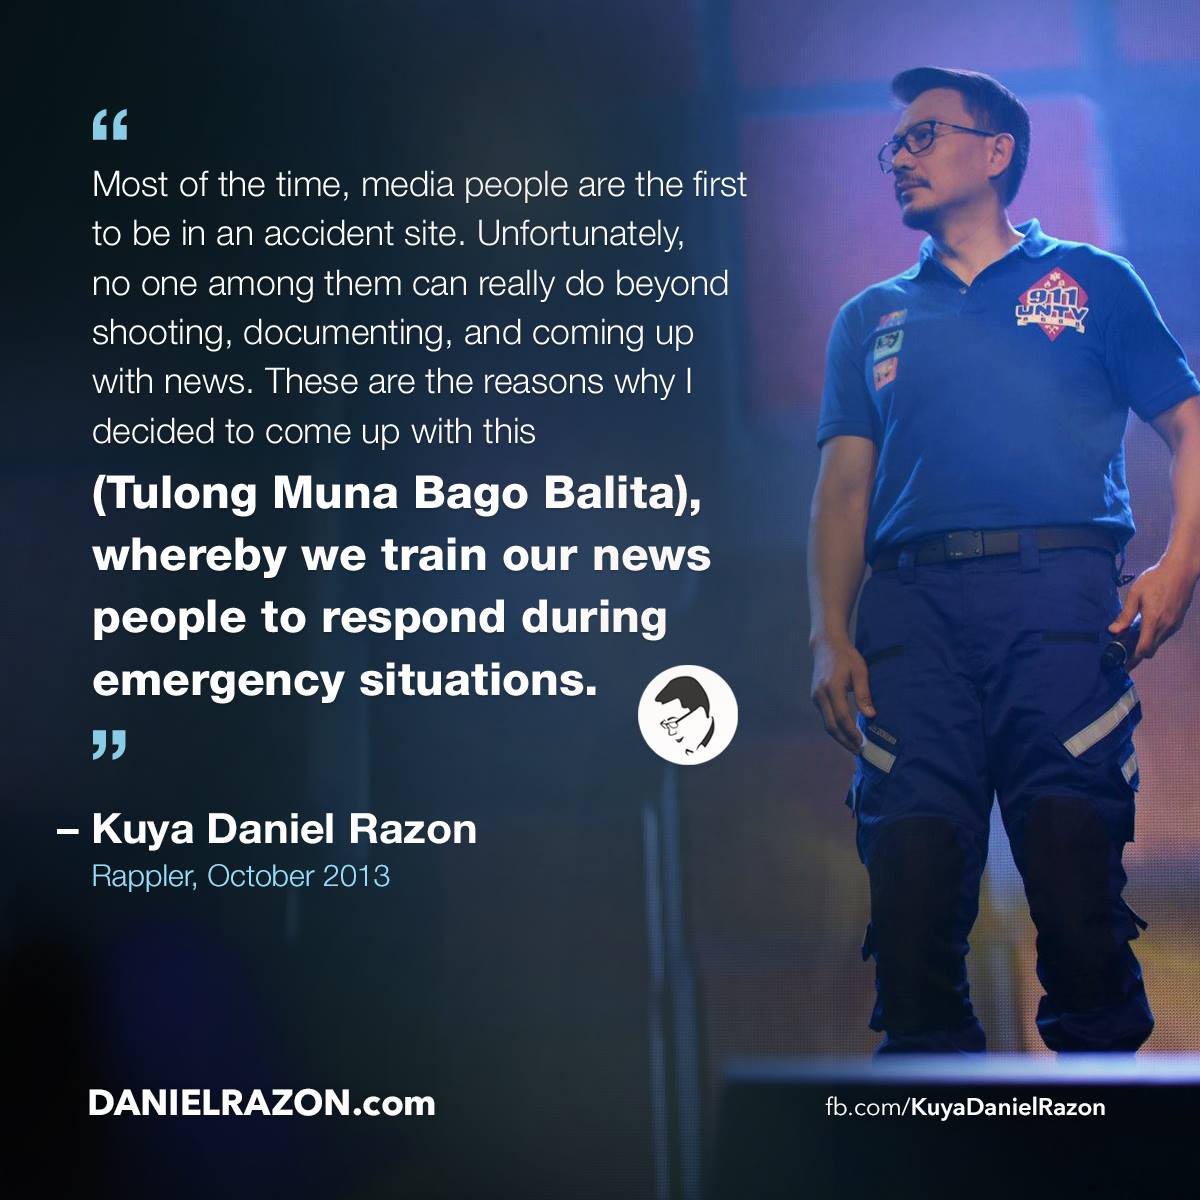 “
Most of the time, media people are the first
to be in an accident site. Unfortunately,
no one among them can really do beyond
shooting, documenting, and coming up
with news. These are the reasons why I
decided to come up with this
(Tulong Muna Bago Balita),
whereby we train our news
people to respond during
emergency situations.
”
– Kuya Daniel Razon
Rappler, October 2013
911
UNTV
DANIELRAZON.com
fb.com/KuyaDanielRazon